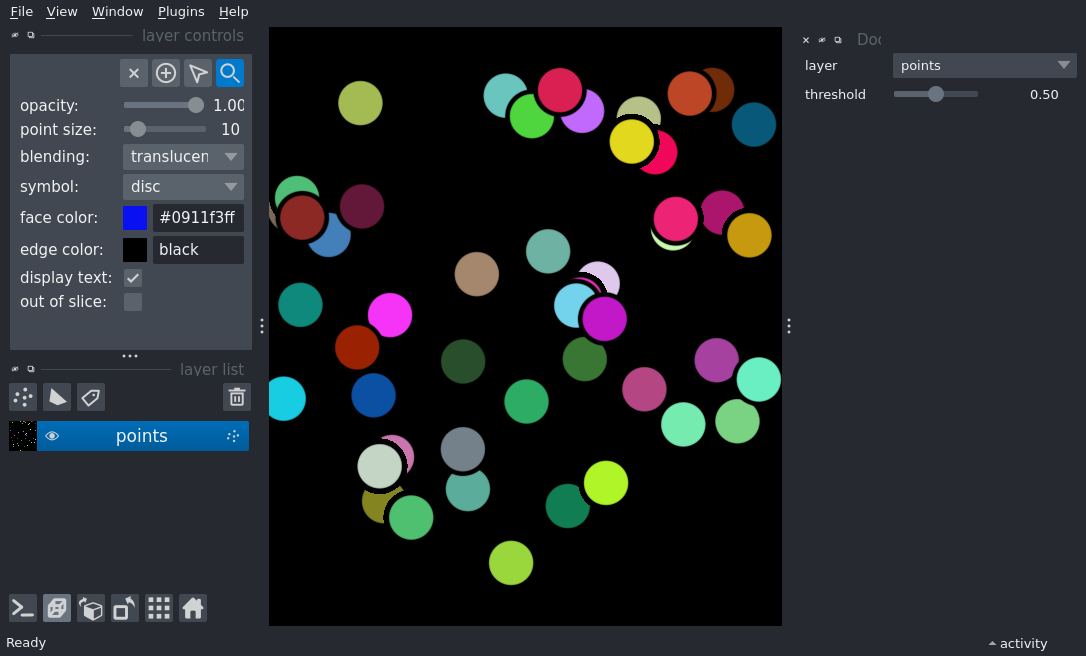 File View Window Plugins Help
layer controls
opacity: 1.00
point size: 10
blending: translucen
symbol: disc
face color: #0911f3ff
edge color: black
display text:
out of slice:
layer list
points
Ready
Doc
layer points
threshold 0.50
activity